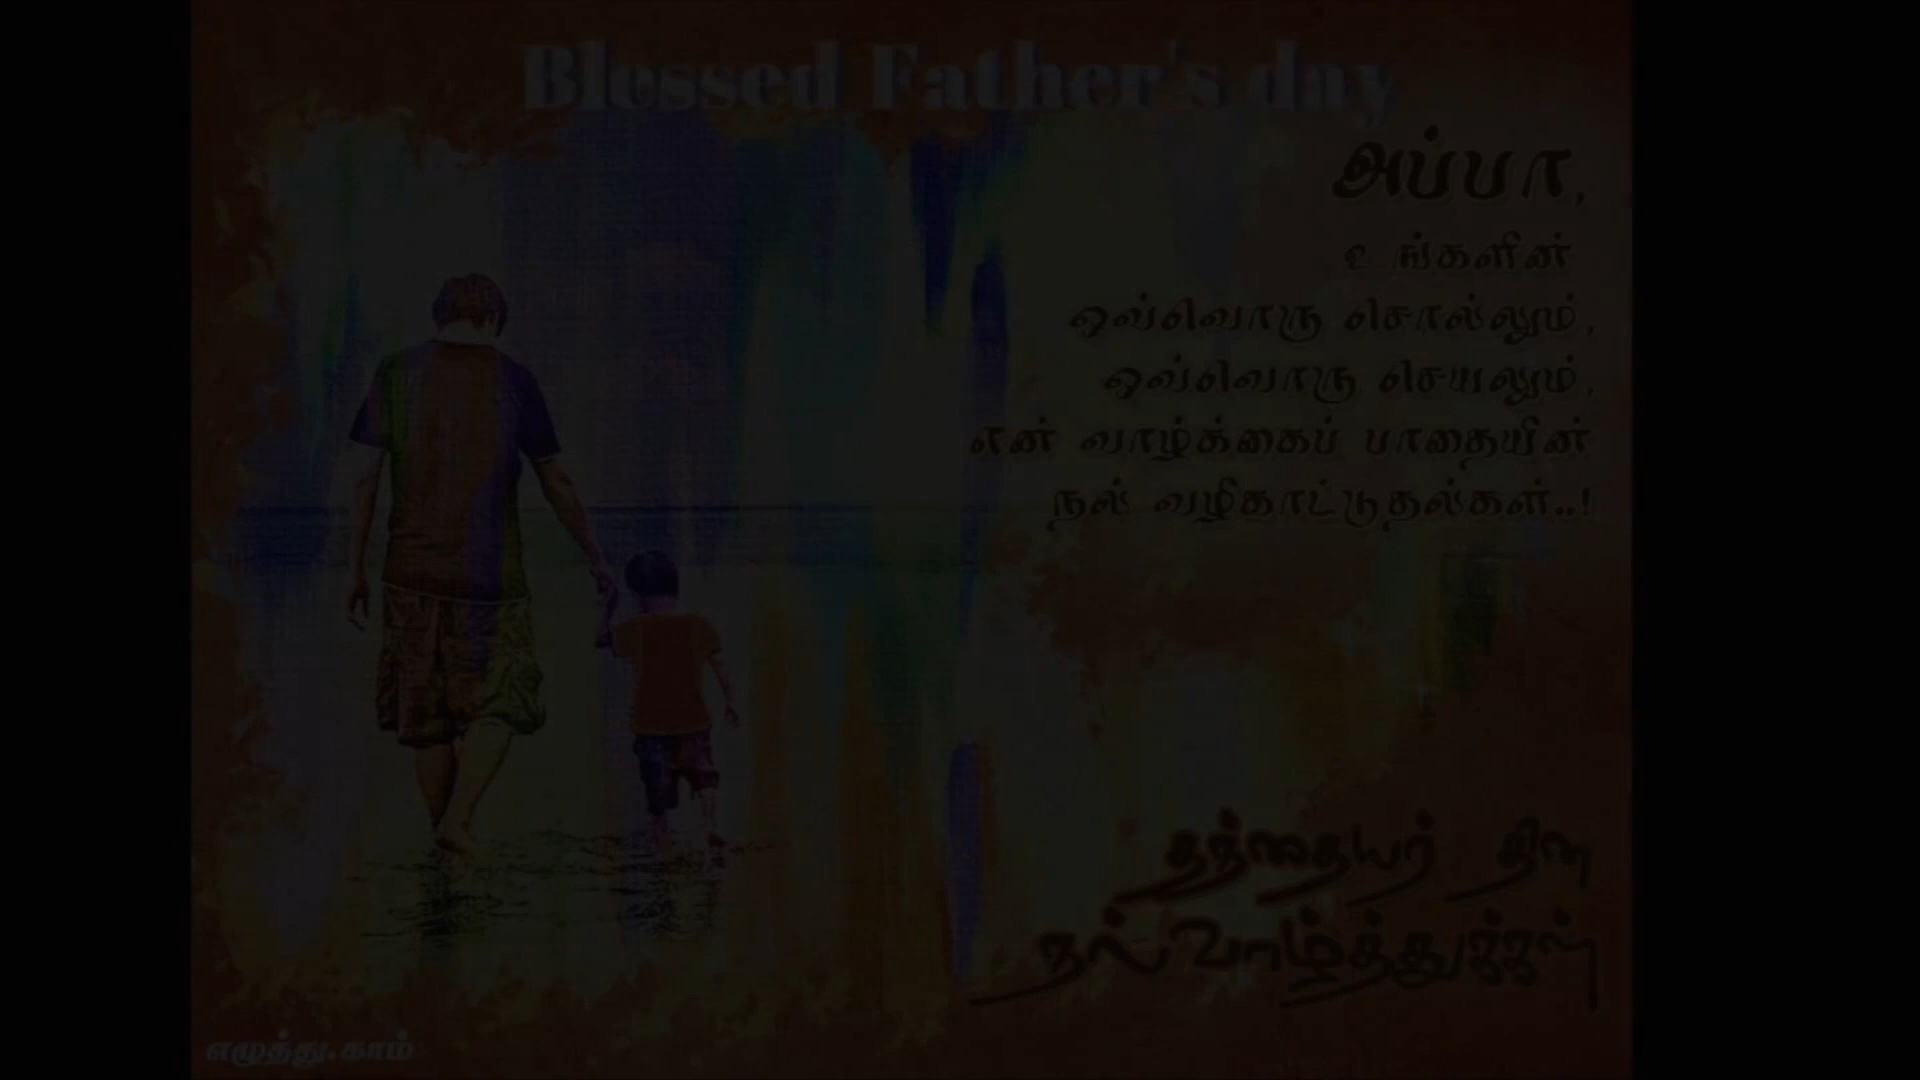 Blessed Father's day
அப்பா,
உங்களின்
ஒவ்வொரு சொல்லும்,
ஒவ்வொரு செயலும்,
என் வாழ்க்கைப் பாதையின்
நல் வழிகாட்டுதல்கள்..!
தந்தையர் தின
நல்வாழ்த்துக்கள்
எழுத்து.காம்